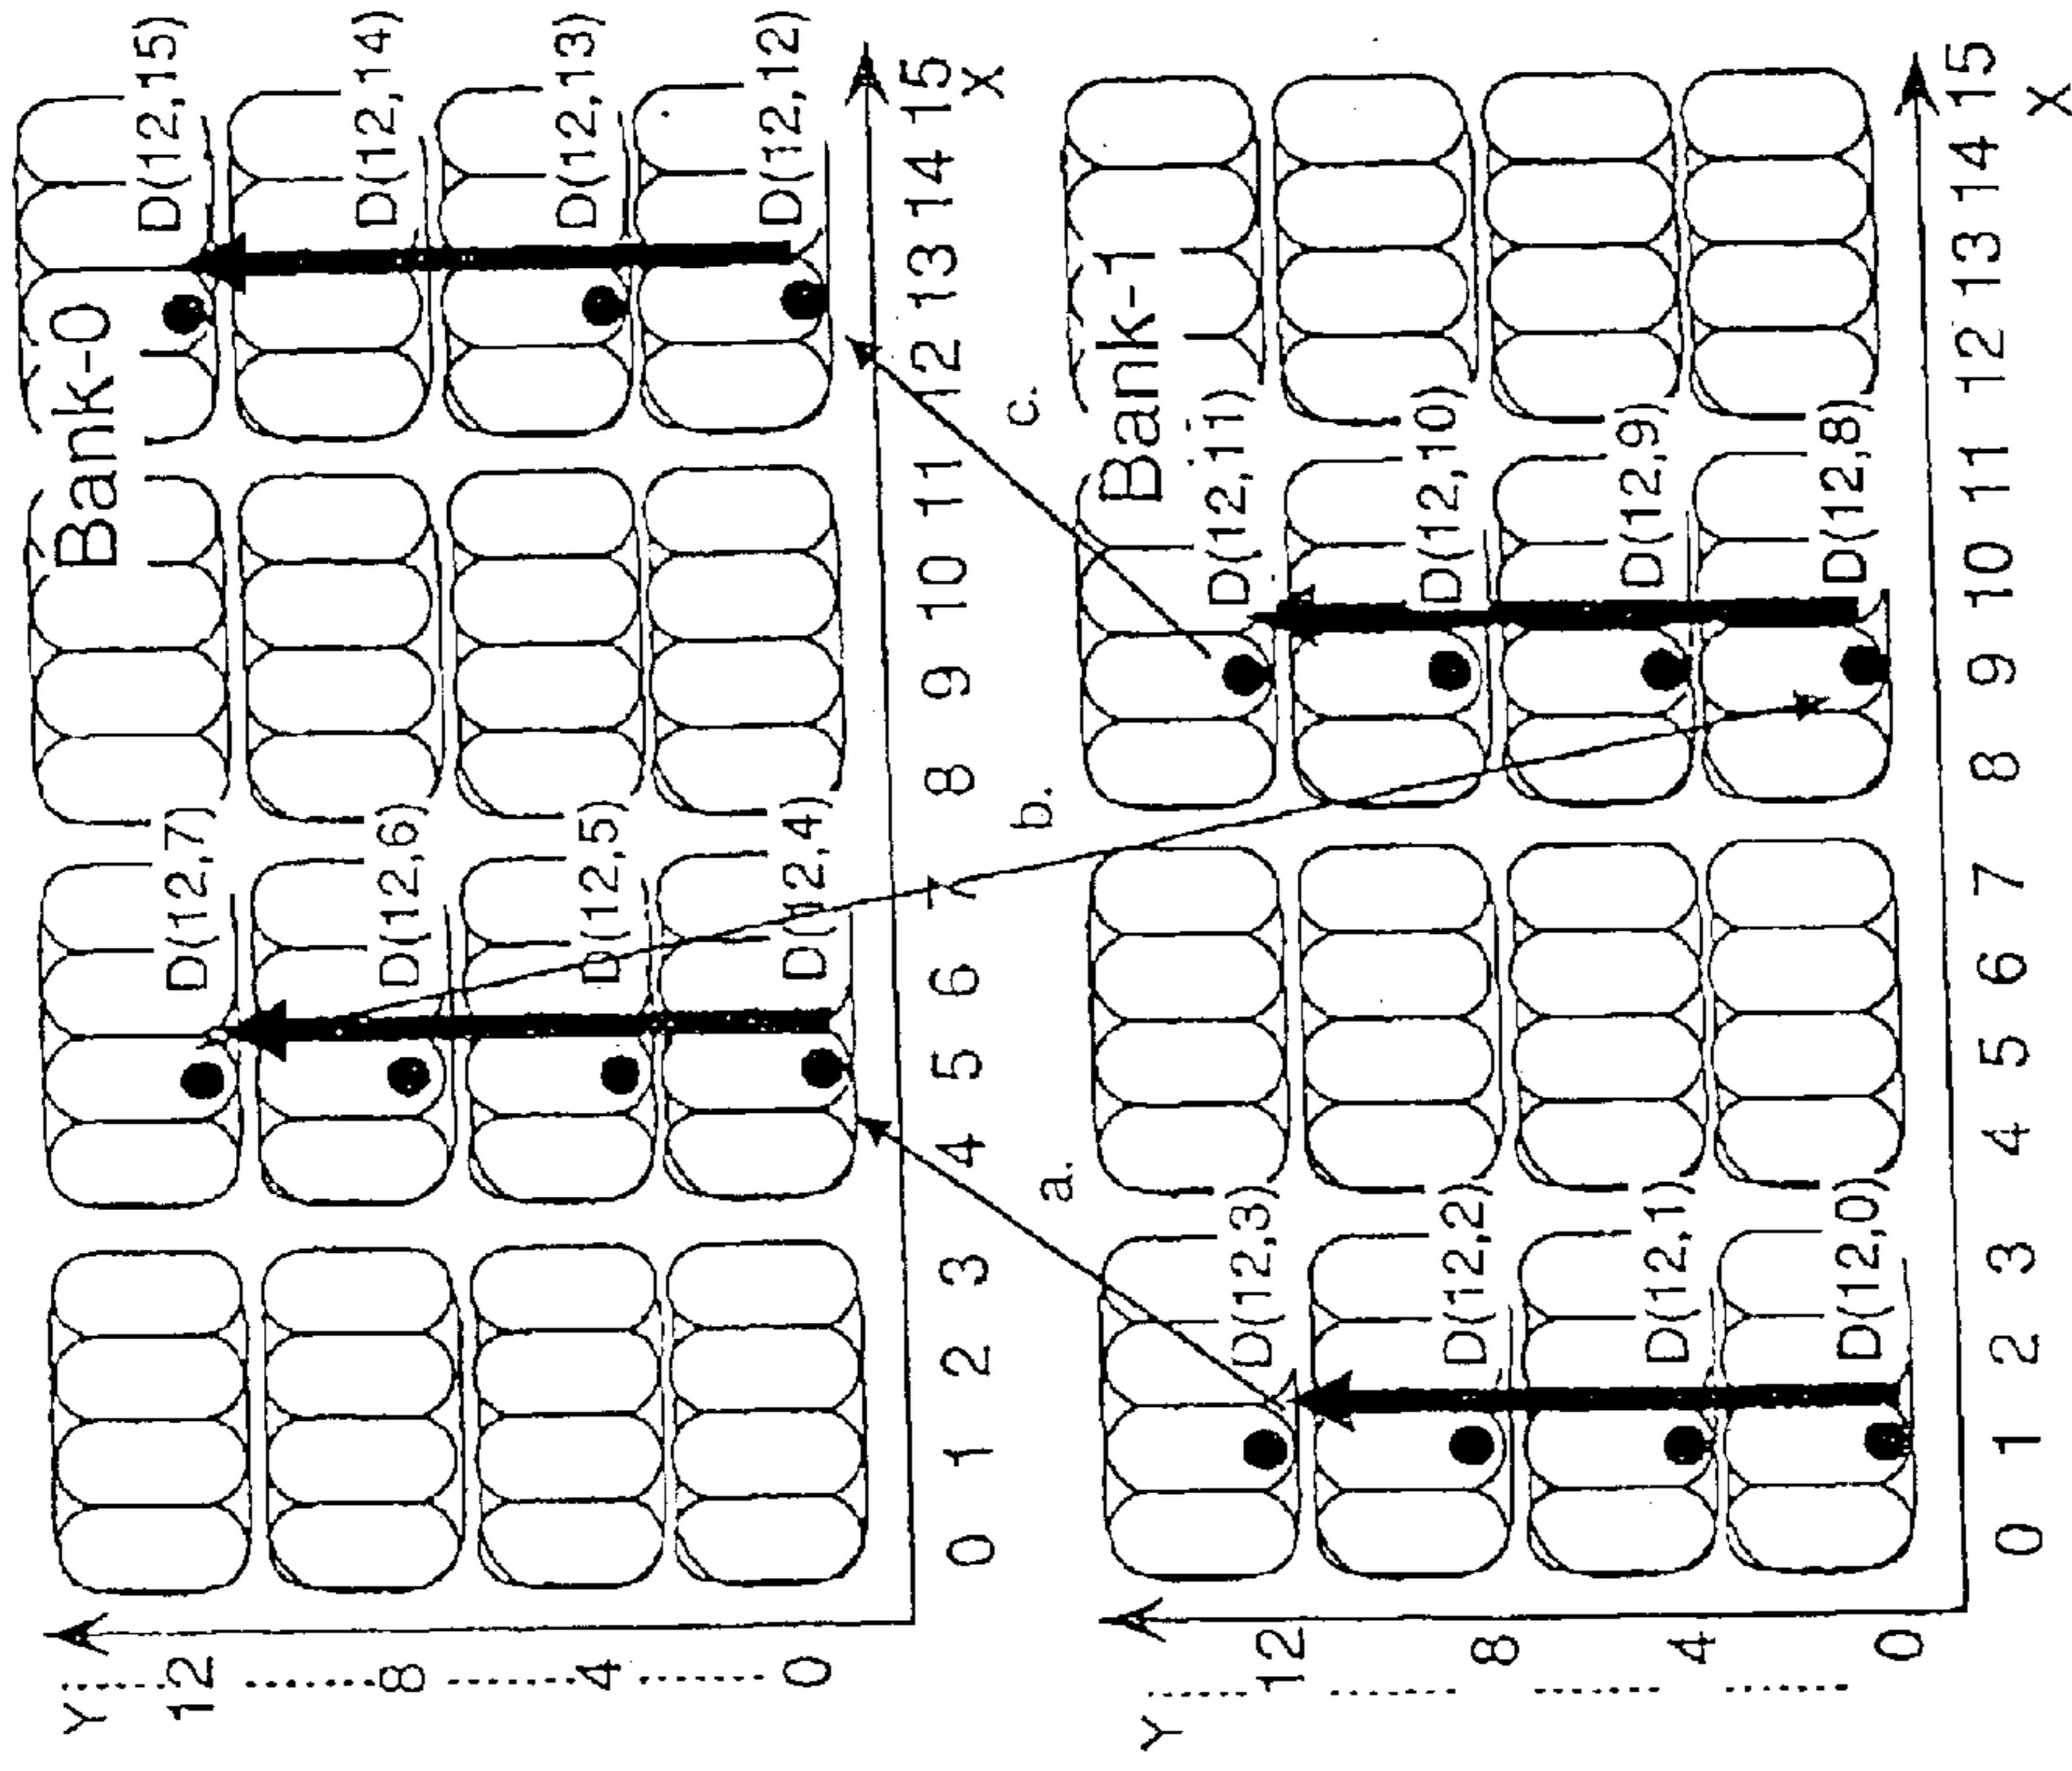 Bank-0
Y
12
8
4
0
D(12,7)
D(12,6)
D(12,5)
D(12,4)
D(12,15)
D(12,14)
D(12,13)
D(12,12)
0 1 2 3 4 5 6 7 8 9 10 11 12 13 14 15
X
a.
b.
c.
Bank-1
Y
12
8
4
0
D(12,3)
D(12,2)
D(12,1)
D(12,0)
D(12,11)
D(12,10)
D(12,9)
D(12,8)
0 1 2 3 4 5 6 7 8 9 10 11 12 13 14 15
X